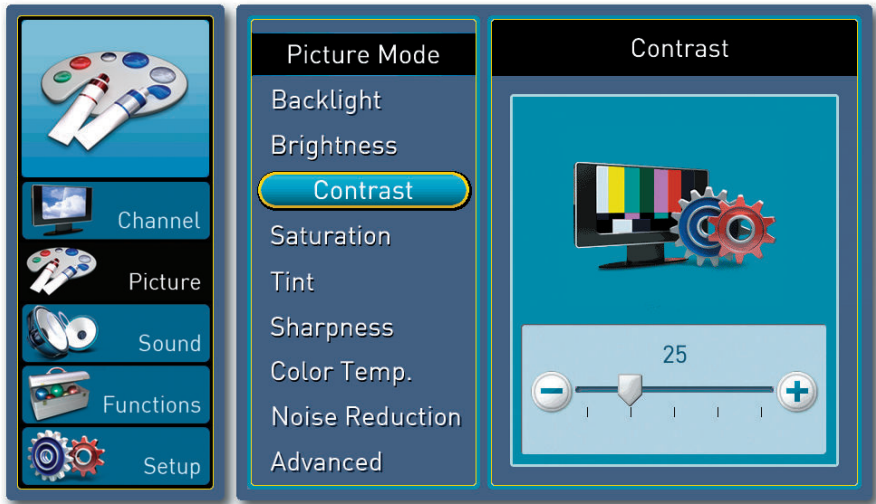 Channel
Picture
Sound
Functions
Setup
Picture Mode
Backlight
Brightness
Contrast
Saturation
Tint
Sharpness
Color Temp.
Noise Reduction
Advanced
Contrast
25